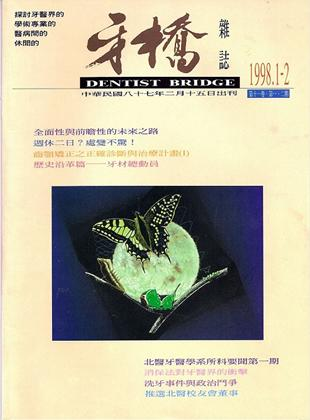 探討牙醫界的
學術專業的
醫病間的
休閒的
牙橋
雜誌
DENTIST BRIDGE
1998.1-2
中華民國八十七年二月十五日出刊
全面性與前瞻性的未來之路
週休二日？處變不驚！
齒顎矯正之正確診斷與治療計畫(I)
歷史沿革篇——牙材總動員
北醫牙醫學系所科要聞第一期
消保法對牙醫界的衝擊
洗牙事件與政治鬥爭
推選北醫校友會董事